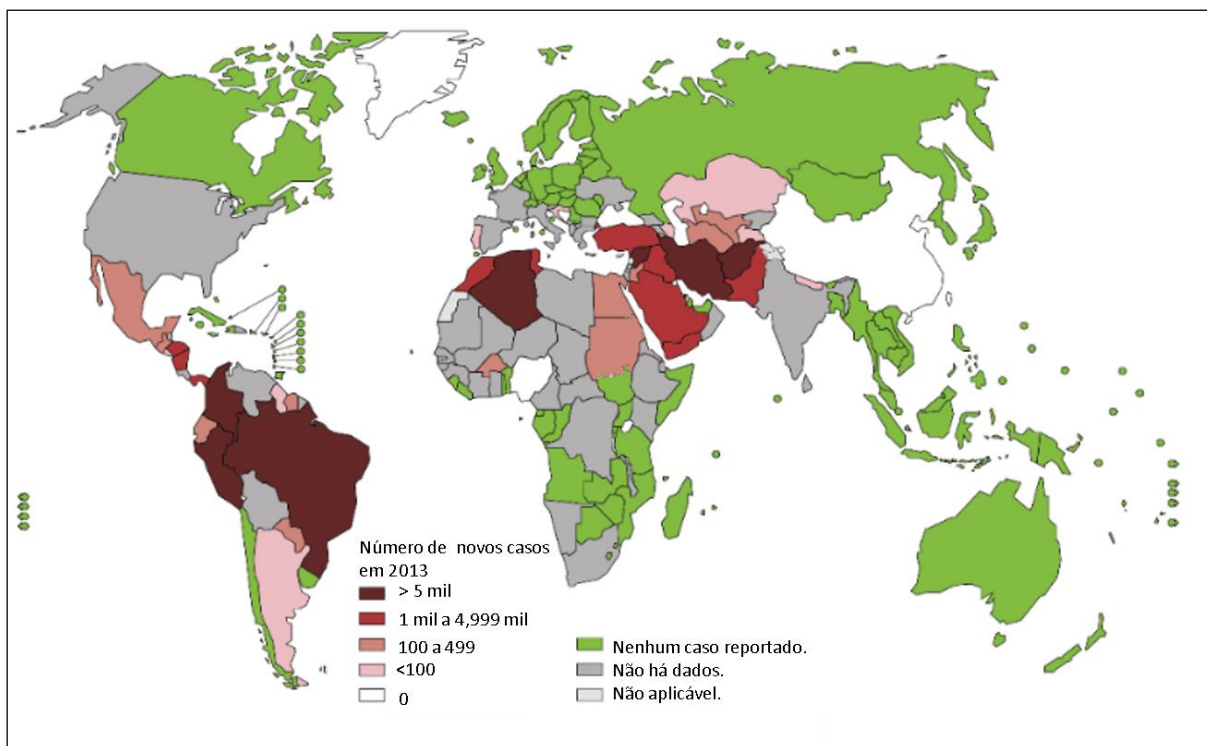 Número de novos casos
em 2013
> 5 mil
1 mil a 4,999 mil
100 a 499
<100
0
Nenhum caso reportado.
Não há dados.
Não aplicável.